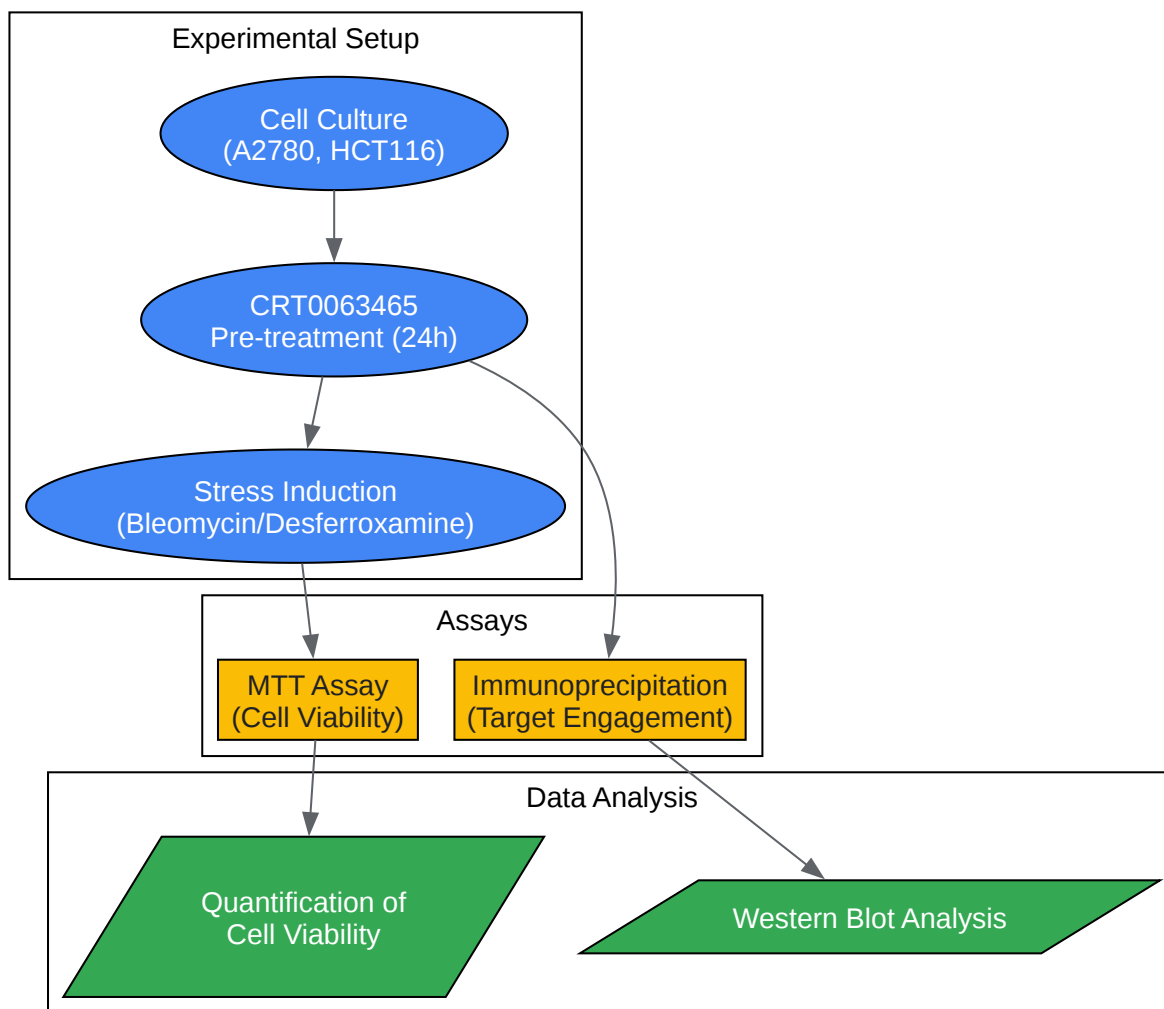 Experimental Setup
Cell Culture
(A2780, HCT116)
CRT0063465
Pre-treatment (24h)
Stress Induction
(Bleomycin/Desferroxamine)
Assays
MTT Assay
(Cell Viability)
Immunoprecipitation
(Target Engagement)
Data Analysis
Quantification of
Cell Viability
Western Blot Analysis